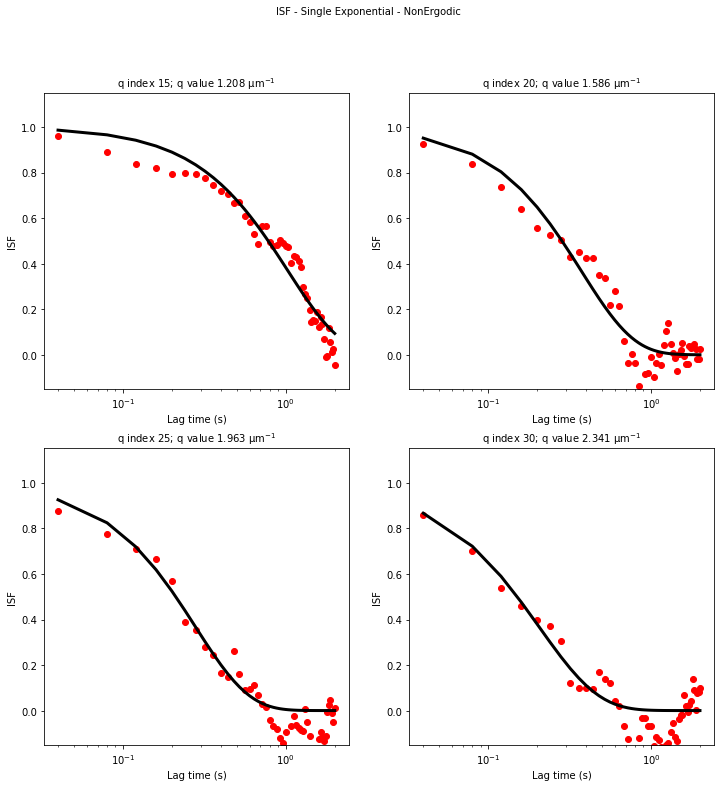 ISF - Single Exponential - NonErgodic
q index 15; q value 1.208 μm⁻¹
q index 20; q value 1.586 μm⁻¹
1.0
0.8
0.6
0.4
0.2
0.0
ISF
10⁻¹
10⁰
Lag time (s)
1.0
0.8
0.6
0.4
0.2
0.0
ISF
10⁻¹
10⁰
Lag time (s)
q index 25; q value 1.963 μm⁻¹
q index 30; q value 2.341 μm⁻¹
1.0
0.8
0.6
0.4
0.2
0.0
ISF
10⁻¹
10⁰
Lag time (s)
1.0
0.8
0.6
0.4
0.2
0.0
ISF
10⁻¹
10⁰
Lag time (s)